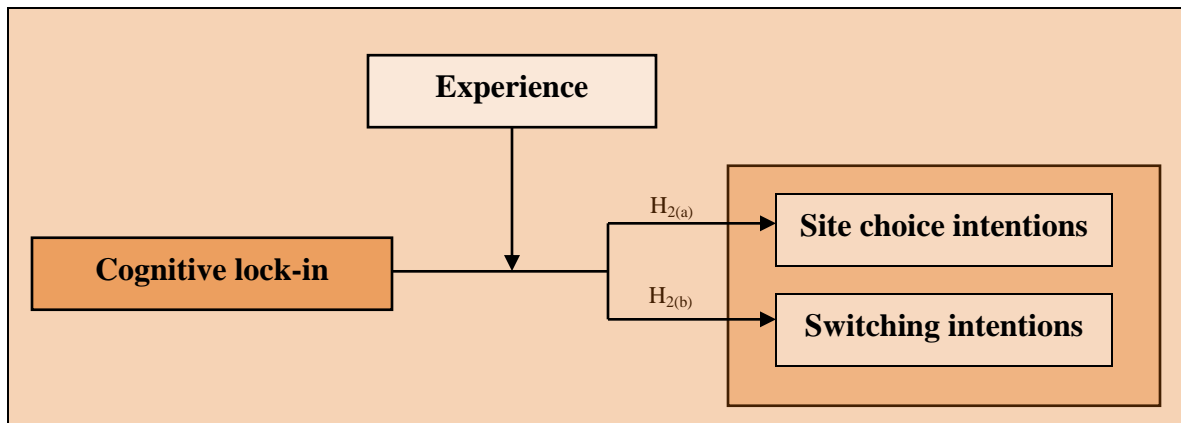 Experience
H2(a)
Site choice intentions
Cognitive lock-in
H2(b)
Switching intentions